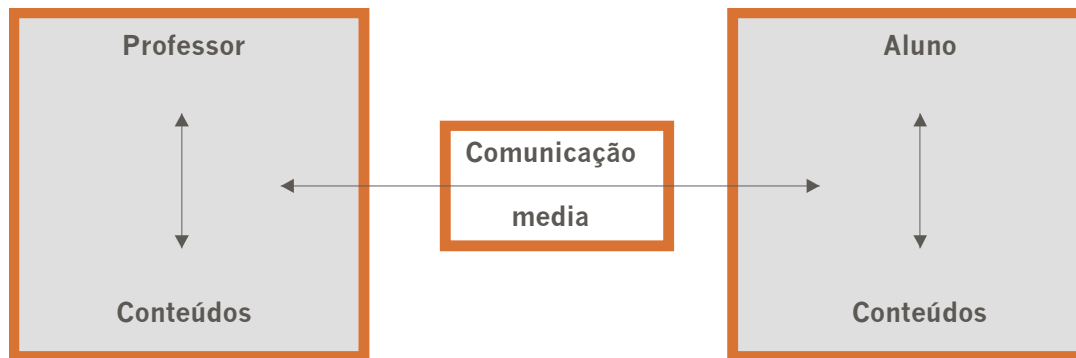 Professor
Conteúdos
Comunicação
media
Aluno
Conteúdos